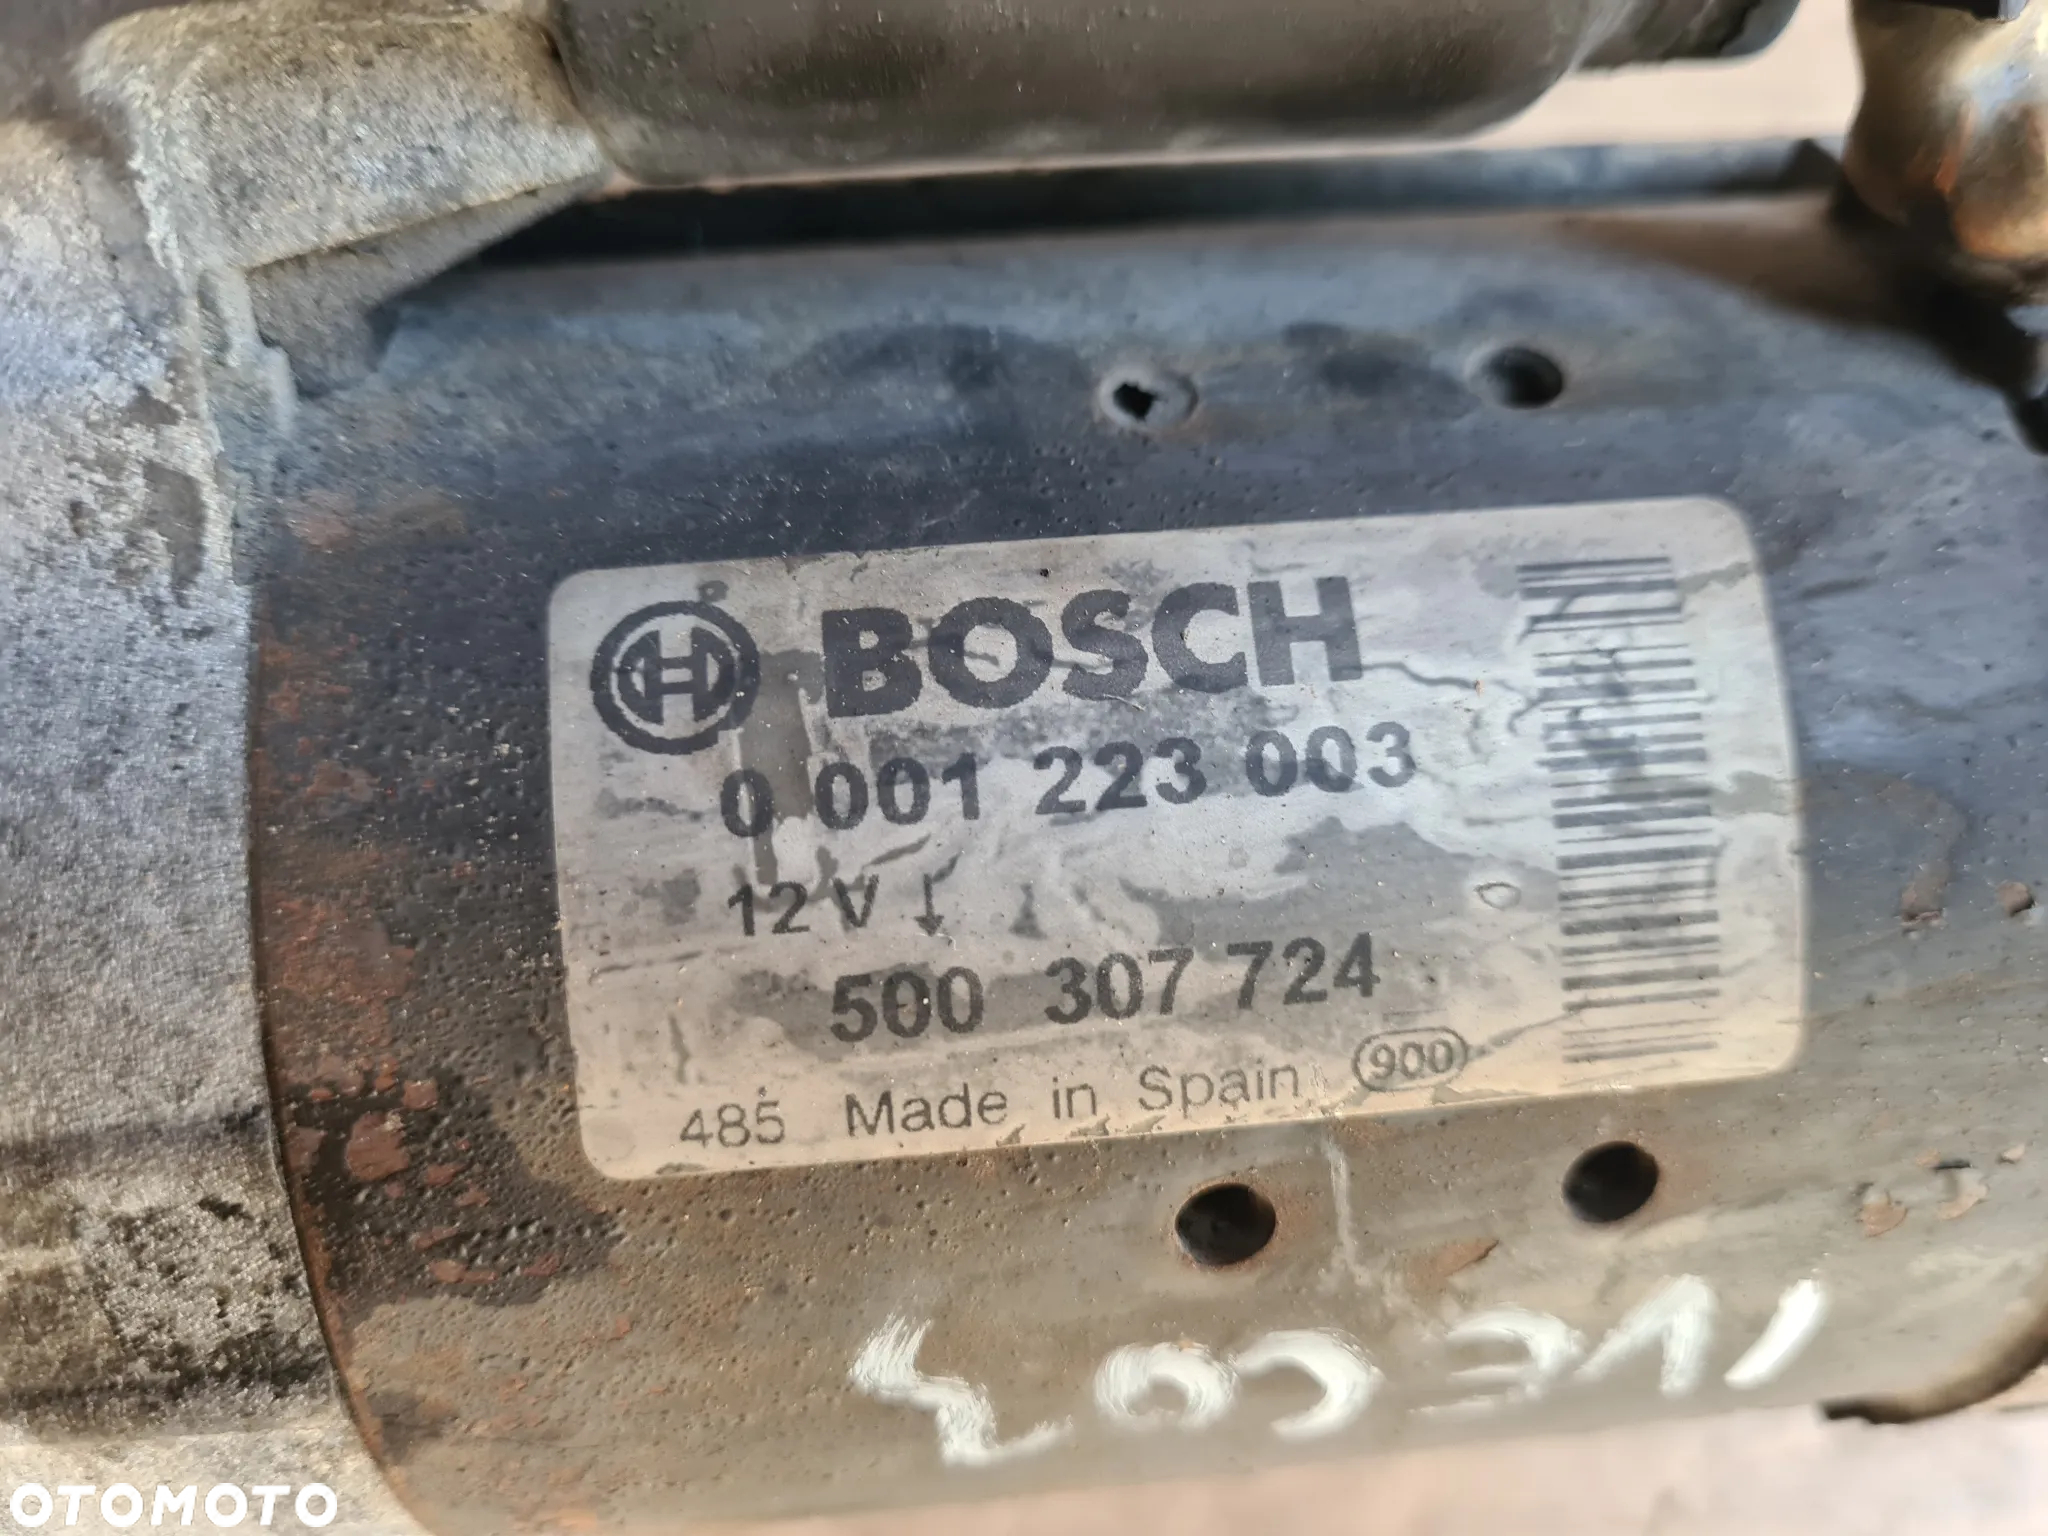 BOSCH
0 001 223 003
12 V
500 307 724
485 Made in Spain 900
IVECO
OTOMOTO